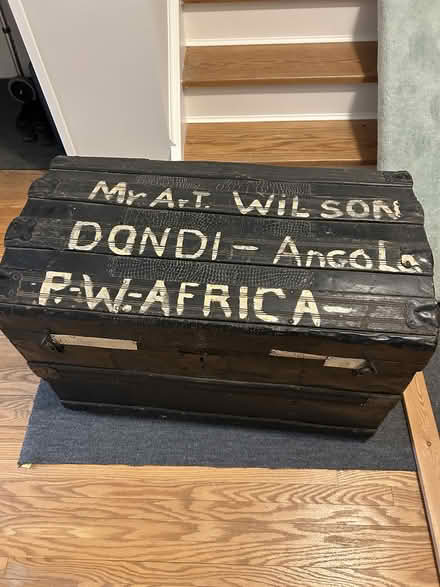 Mr A.T. WILSON
DONDI - Angola
P.W. AFRICA -